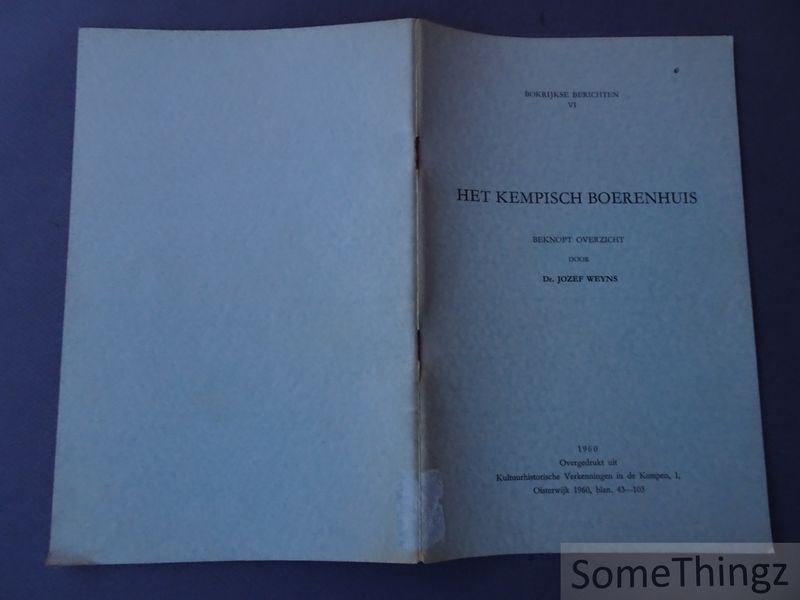 BOKRIJKSE BERICHTEN
VI
HET KEMPISCH BOERENHUIS
BEKNOPT OVERZICHT
DOOR
Dr. JOZEF WEYNS
1960
Overgedrukt uit
Kultuurhistorische Verkenningen in de Kempen, 1,
Oisterwijk 1960, blan. 43—103
SomeThingz